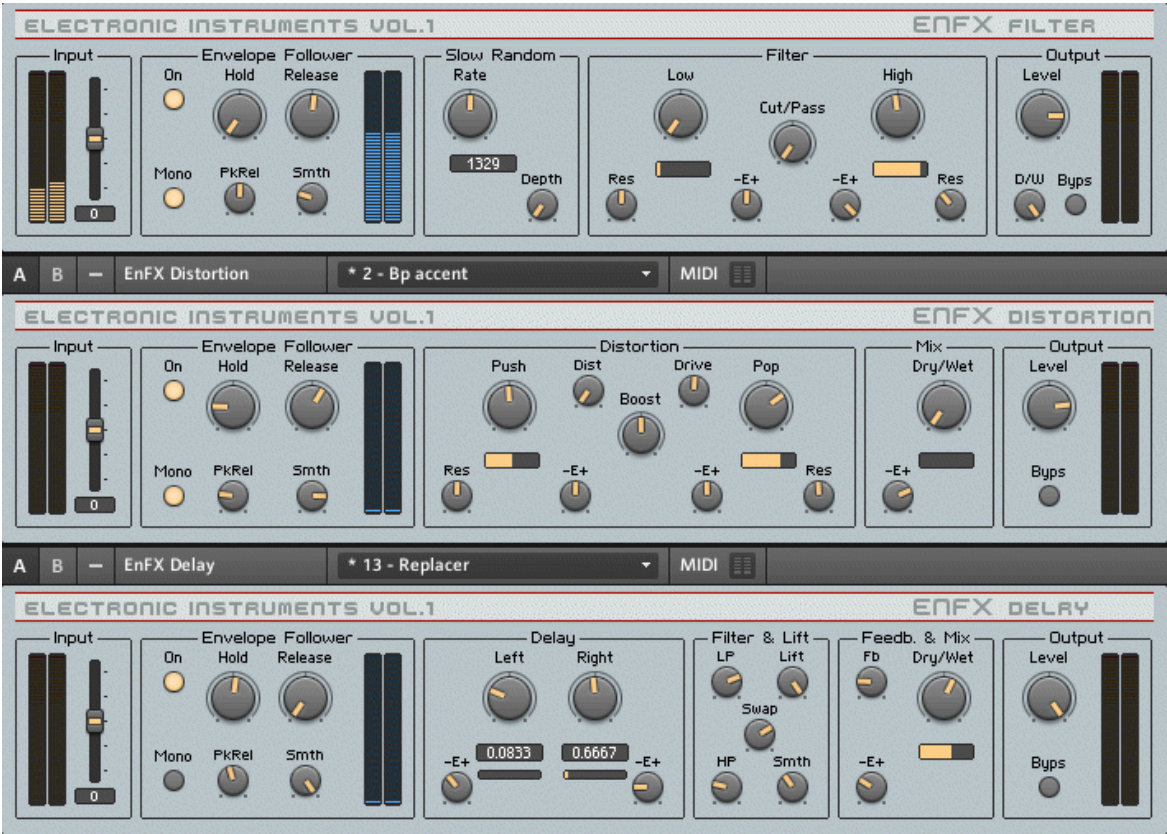 ELECTRONIC INSTRUMENTS VOL.1 ENFX FILTER
Input Envelope Follower Slow Random Filter Output
On Hold Release Rate Low High Level
Cut/Pass
1329
Mono PkRel Smth Depth Res -E+ -E+ Res D/W Byps
0
A B – EnFX Distortion * 2 - Bp accent MIDI
ELECTRONIC INSTRUMENTS VOL.1 ENFX DISTORTION
Input Envelope Follower Distortion Mix Output
On Hold Release Push Dist Drive Pop Dry/Wet Level
Boost
Mono PkRel Smth Res -E+ -E+ Res -E+ Byps
0
A B – EnFX Delay * 13 - Replacer MIDI
ELECTRONIC INSTRUMENTS VOL.1 ENFX DELAY
Input Envelope Follower Delay Filter & Lift Feedb. & Mix Output
On Hold Release Left Right LP Lift Fb Dry/Wet Level
Swap
0.0833 0.6667
Mono PkRel Smth -E+ -E+ HP Smth -E+ Byps
0